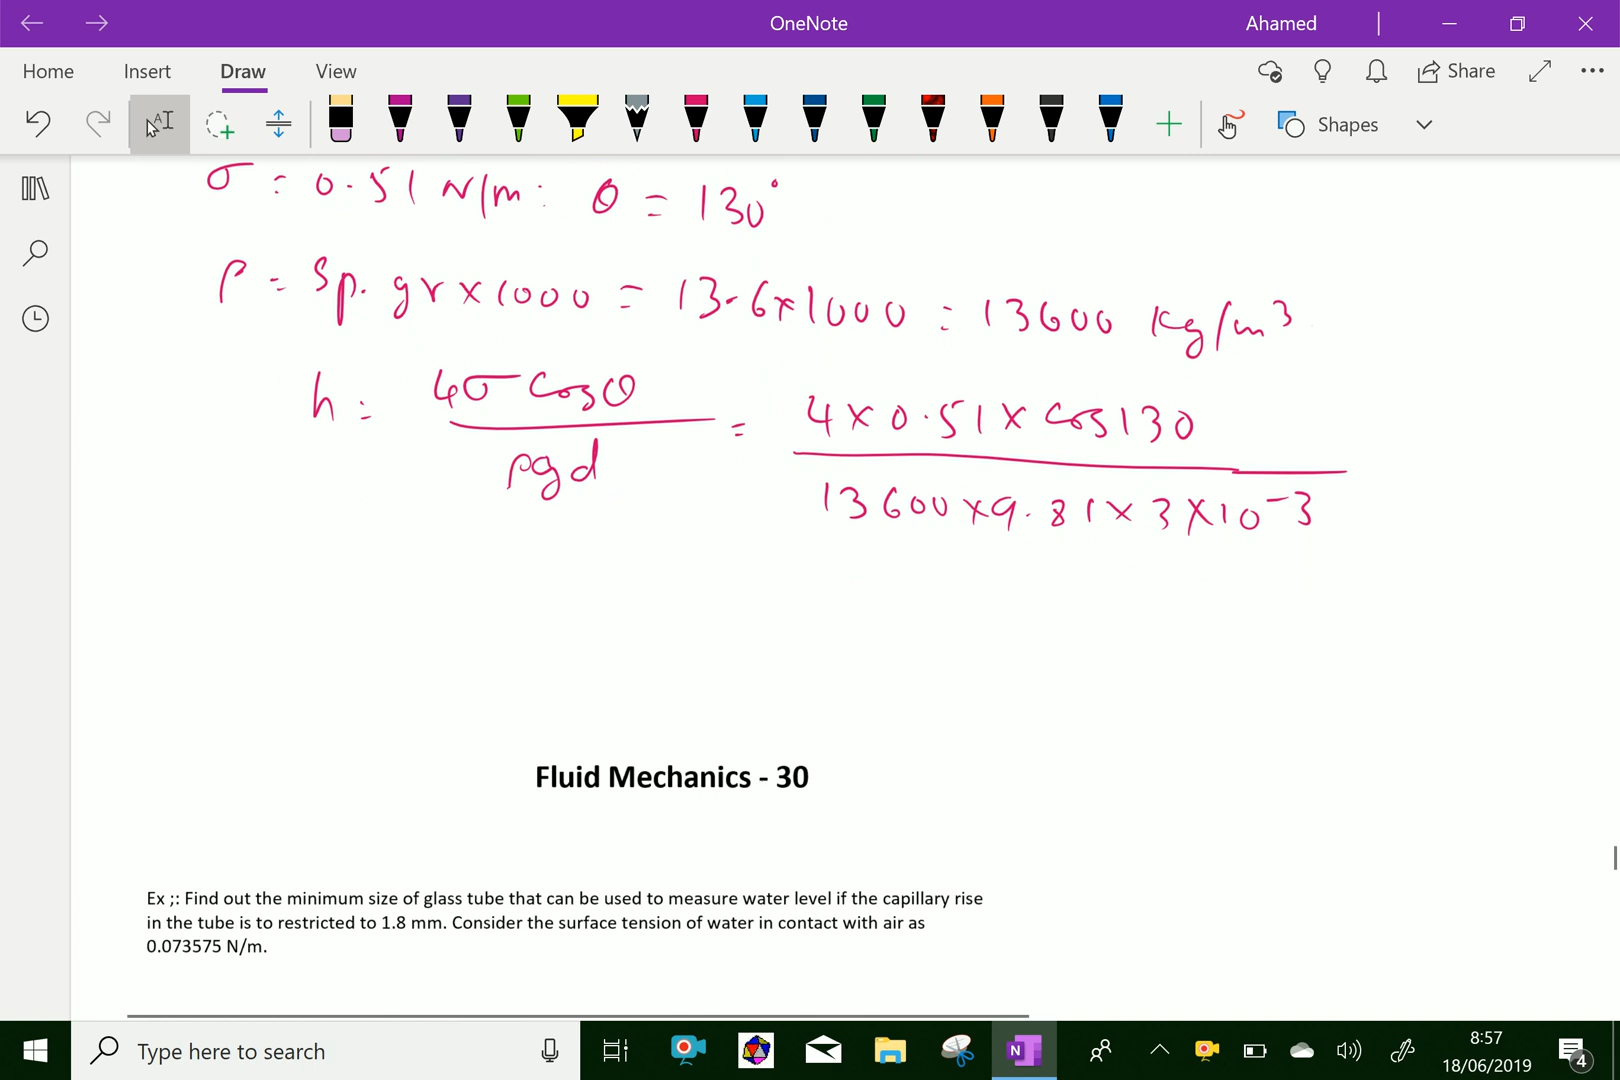 OneNote
Ahamed
Home Insert Draw View Share
Shapes
σ = 0.51 N/m: θ = 130°
ρ = Sp. gr x 1000 = 13.6 x 1000 = 13600 kg/m³
h = 4σ cosθ / ρgd = 4 x 0.51 x cos130 / 13600 x 9.81 x 3 x 10⁻³
Fluid Mechanics - 30
Ex ;: Find out the minimum size of glass tube that can be used to measure water level if the capillary rise
in the tube is to restricted to 1.8 mm. Consider the surface tension of water in contact with air as
0.073575 N/m.
Type here to search
8:57
18/06/2019
4